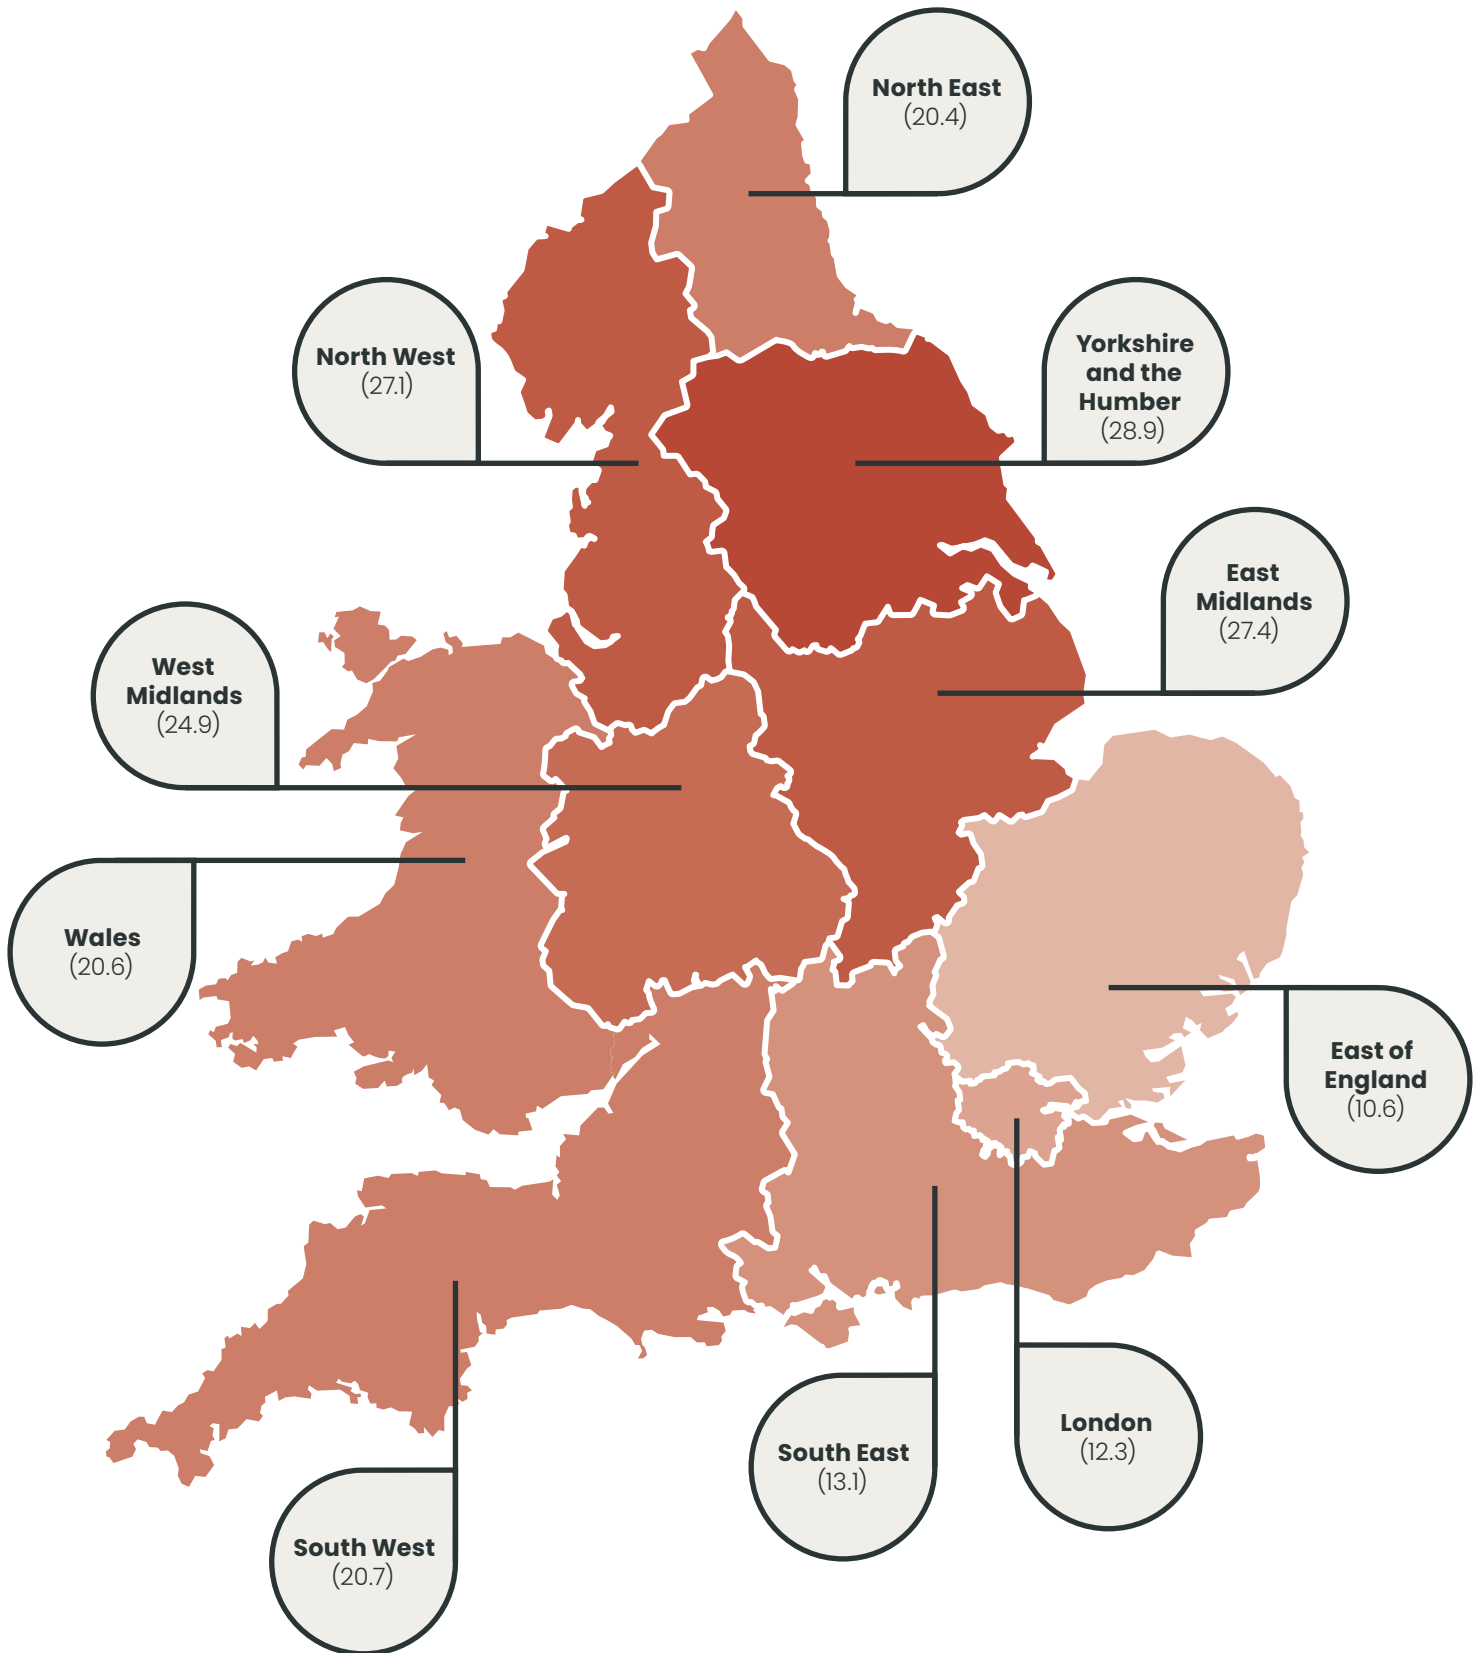 North East
(20.4)
North West
(27.1)
Yorkshire
and the
Humber
(28.9)
East
Midlands
(27.4)
West
Midlands
(24.9)
Wales
(20.6)
East of
England
(10.6)
London
(12.3)
South East
(13.1)
South West
(20.7)